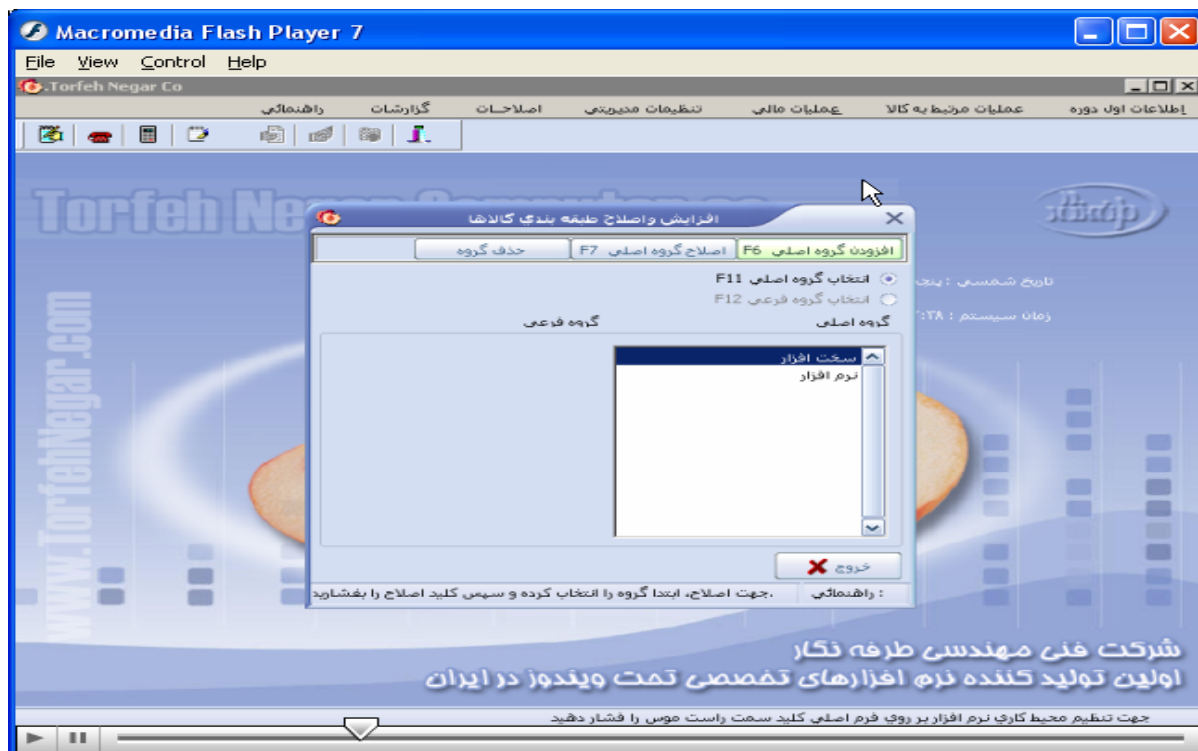 Macromedia Flash Player 7
File View Control Help
Torfeh Negar Co.
اطلاعات اول دوره عملیات مرتبط به کالا عملیات مالی تنظیمات مدیریتی اصلاحات گزارشات راهنمائی
Torfeh Negar Computer
افزایش واصلاح طبقه بندی کالاها
افزودن گروه اصلی F6 اصلاح گروه اصلی F7 حذف گروه
انتخاب گروه اصلی F11
انتخاب گروه فرعی F12
گروه اصلی گروه فرعی
سخت افزار
نرم افزار
خروج
راهنمائی : جهت اصلاح، ابتدا گروه را انتخاب کرده و سپس کلید اصلاح را بفشارید.
تاریخ شمسی :
زمان سیستم :
www.TorfehNegar.com
شرکت فنی مهندسی طرفه نگار
اولین تولید کننده نرم افزارهای تخصصی تحت ویندوز در ایران
جهت تنظیم محیط کاری نرم افزار بر روی فرم اصلی کلید سمت راست موس را فشار دهید